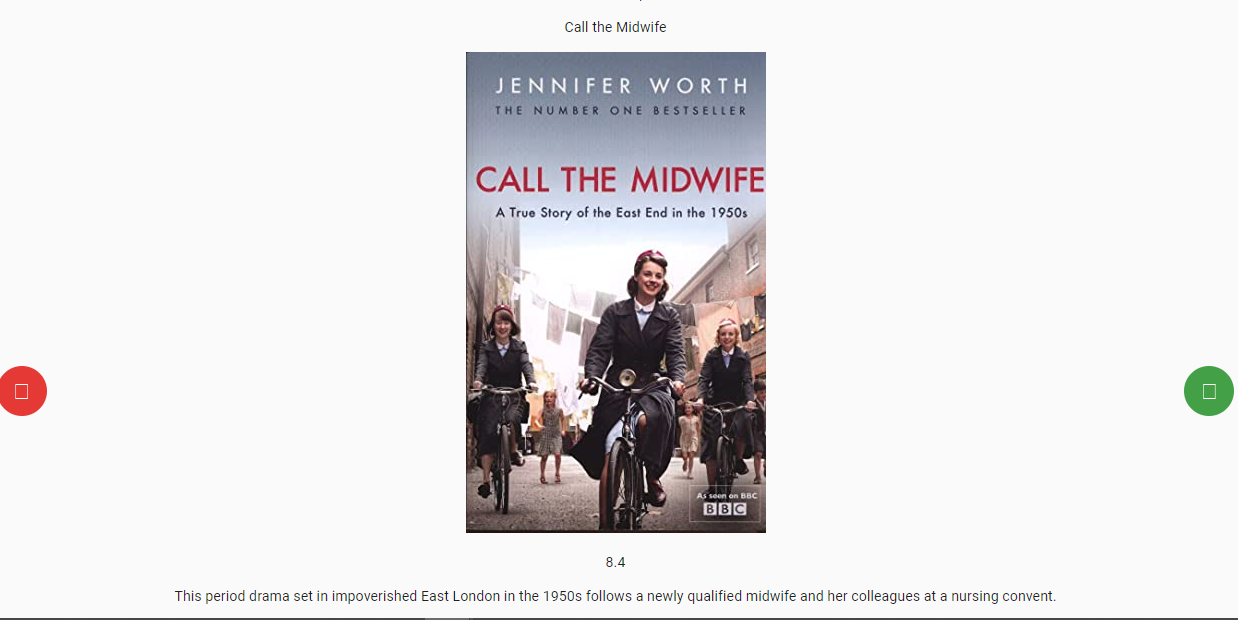 Call the Midwife
JENNIFER WORTH
THE NUMBER ONE BESTSELLER
CALL THE MIDWIFE
A True Story of the East End in the 1950s
As seen on BBC
BBC
8.4
This period drama set in impoverished East London in the 1950s follows a newly qualified midwife and her colleagues at a nursing convent.